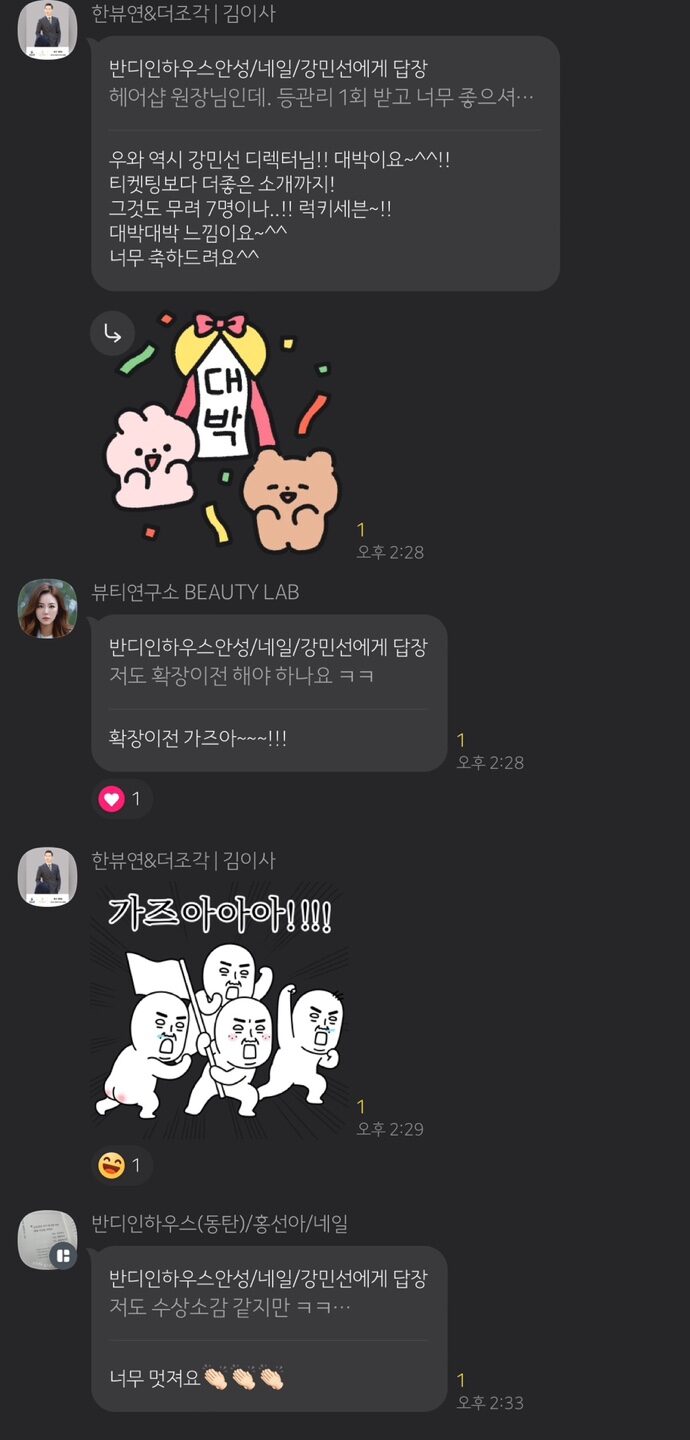 한뷰연&더조각 | 김이사
반디인하우스안성/네일/강민선에게 답장
헤어샵 원장님인데. 등관리 1회 받고 너무 좋으셔…
우와 역시 강민선 디렉터님!! 대박이요~^^!!
티켓팅보다 더좋은 소개까지!
그것도 무려 7명이나..!! 럭키세븐~!!
대박대박 느낌이요~^^
너무 축하드려요^^
대
박
1
오후 2:28
뷰티연구소 BEAUTY LAB
반디인하우스안성/네일/강민선에게 답장
저도 확장이전 해야 하나요 ㅋㅋ
확장이전 가즈아~~~!!!
1
오후 2:28
1
한뷰연&더조각 | 김이사
가즈아아아!!!!
1
오후 2:29
1
반디인하우스(동탄)/홍선아/네일
반디인하우스안성/네일/강민선에게 답장
저도 수상소감 같지만 ㅋㅋ…
너무 멋져요👏🏻👏🏻👏🏻
1
오후 2:33